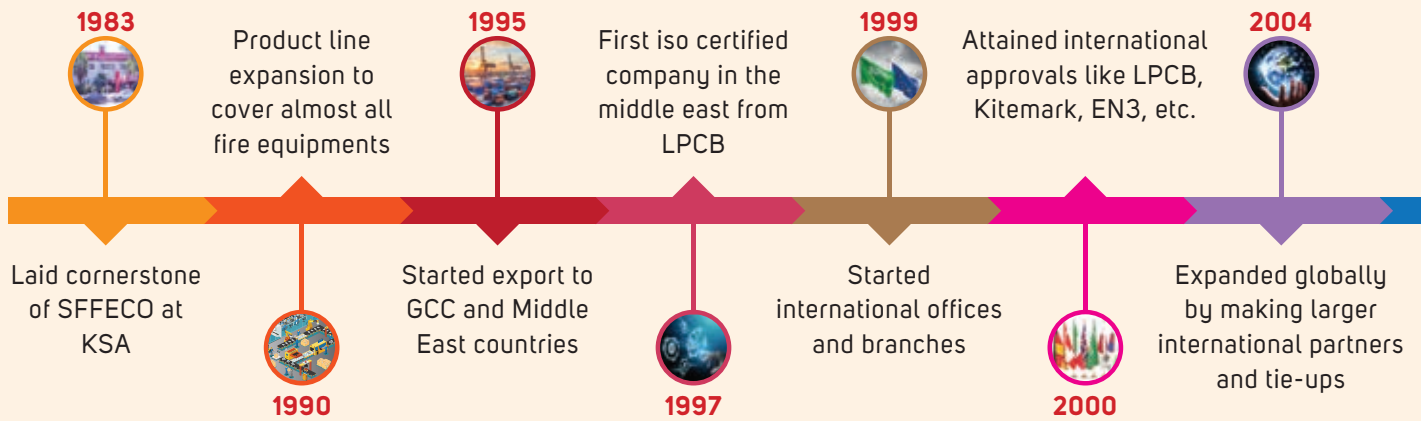 1983
Laid cornerstone
of SFFECO at
KSA
Product line
expansion to
cover almost all
fire equipments
1990
1995
Started export to
GCC and Middle
East countries
First iso certified
company in the
middle east from
LPCB
1997
1999
Started
international offices
and branches
Attained international
approvals like LPCB,
Kitemark, EN3, etc.
2000
2004
Expanded globally
by making larger
international partners
and tie-ups